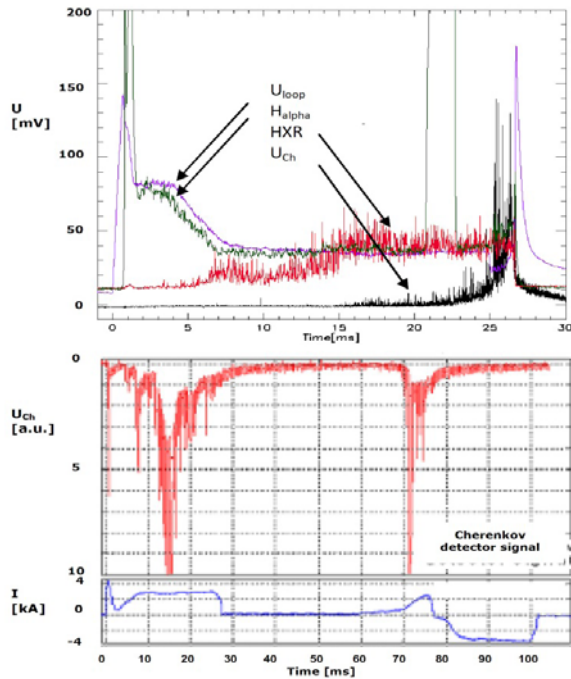 200
150
U
[mV]
100
50
0
U_loop
H_alpha
HXR
U_Ch
0 5 10 15 20 25 30
Time[ms]
0
U_Ch
[a.u.]
5
10
Cherenkov
detector signal
I
[kA]
4
0
-4
0 10 20 30 40 50 60 70 80 90 100
Time [ms]